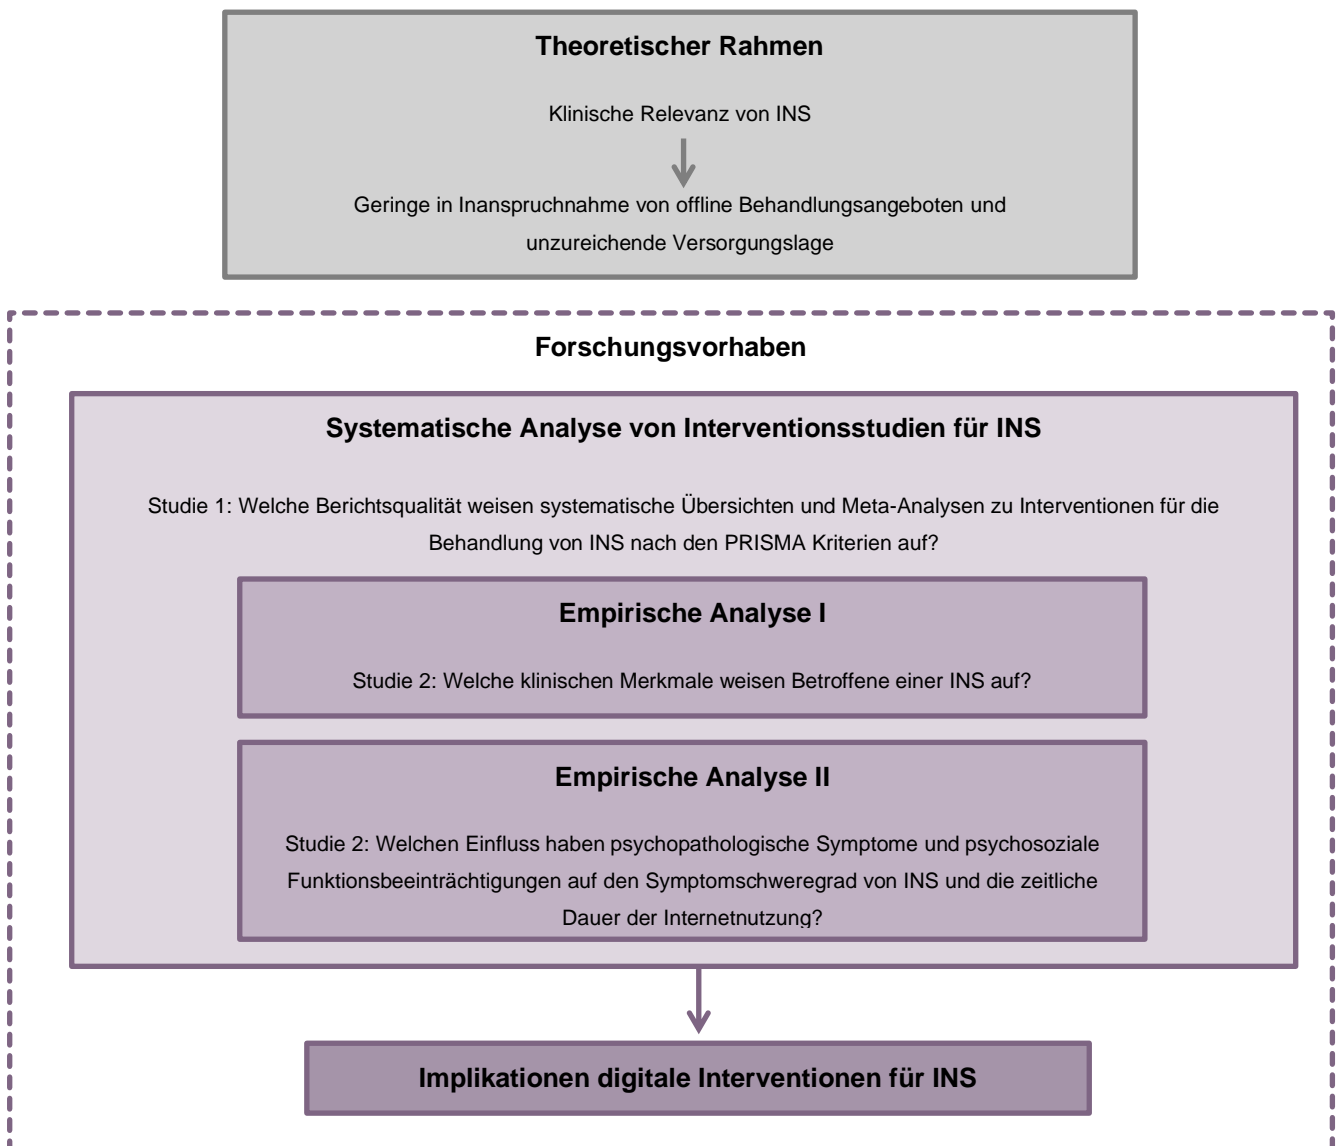 Theoretischer Rahmen
Klinische Relevanz von INS
Geringe in Inanspruchnahme von offline Behandlungsangeboten und
unzureichende Versorgungslage
Forschungsvorhaben
Systematische Analyse von Interventionsstudien für INS
Studie 1: Welche Berichtsqualität weisen systematische Übersichten und Meta-Analysen zu Interventionen für die
Behandlung von INS nach den PRISMA Kriterien auf?
Empirische Analyse I
Studie 2: Welche klinischen Merkmale weisen Betroffene einer INS auf?
Empirische Analyse II
Studie 2: Welchen Einfluss haben psychopathologische Symptome und psychosoziale
Funktionsbeeinträchtigungen auf den Symptomschweregrad von INS und die zeitliche
Dauer der Internetnutzung?
Implikationen digitale Interventionen für INS